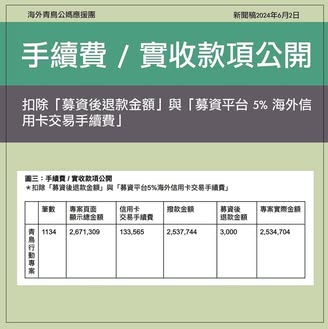 海外青鳥公媽應援團 新聞稿2024年6月2日
手續費 / 實收款項公開
扣除「募資後退款金額」與「募資平台 5% 海外信
用卡交易手續費」
圖三：手續費 / 實收款項公開
＊扣除「募資後退款金額」與「募資平台5%海外信用卡交易手續費」
筆數 專案頁面顯示總金額 信用卡交易手續費 撥款金額 募資後退款金額 專案實際金額
青鳥行動專案 1134 2,671,309 133,565 2,537,744 3,000 2,534,704